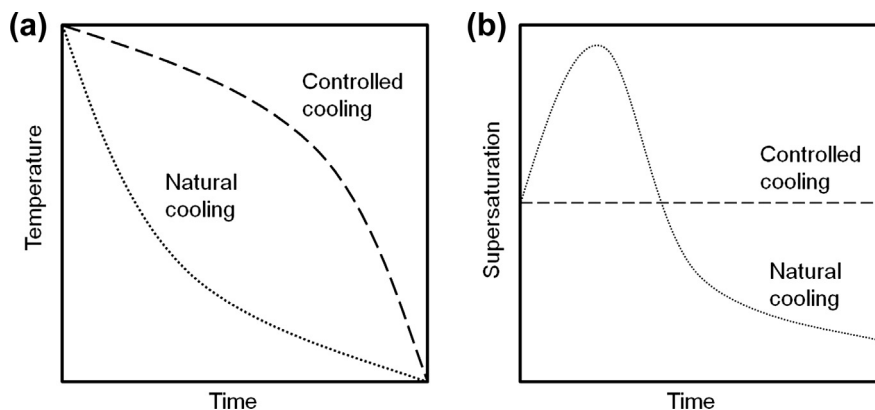 (a)
Temperature
Controlled
cooling
Natural
cooling
Time
(b)
Supersaturation
Controlled
cooling
Natural
cooling
Time